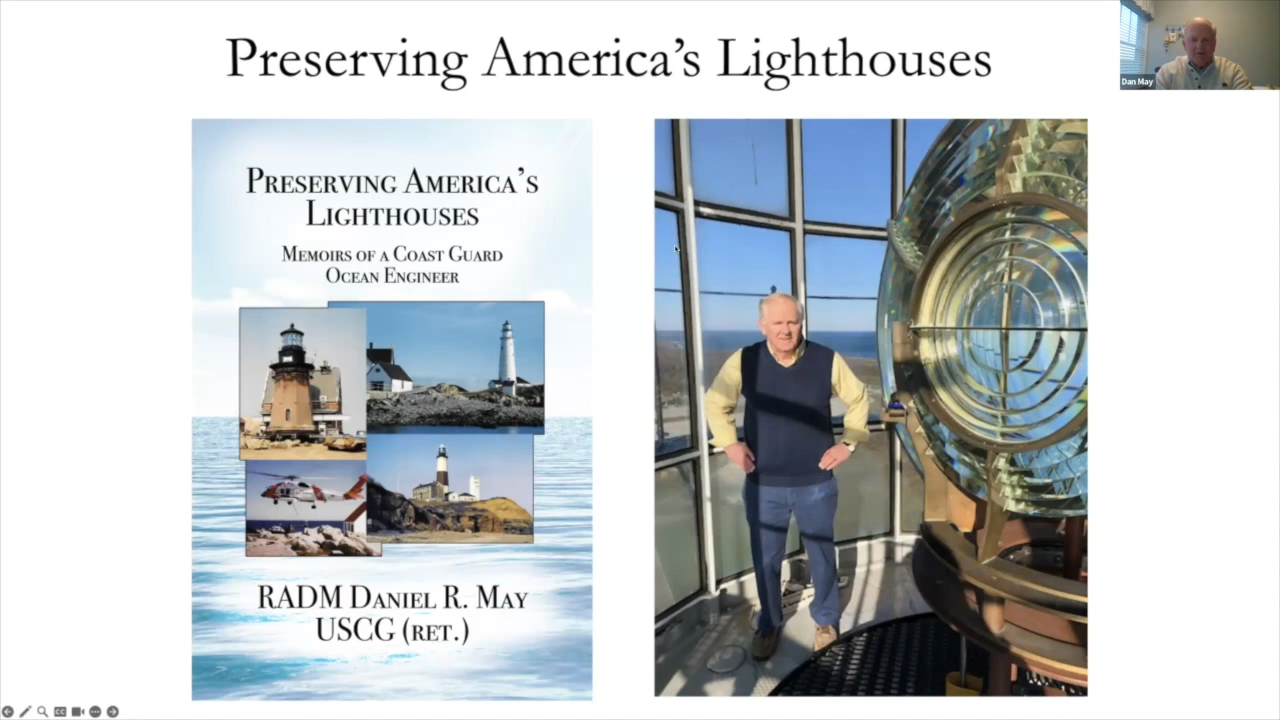 Preserving America's Lighthouses
Dan May
PRESERVING AMERICA'S
LIGHTHOUSES
MEMOIRS OF A COAST GUARD
OCEAN ENGINEER
RADM DANIEL R. MAY
USCG (RET.)
CC